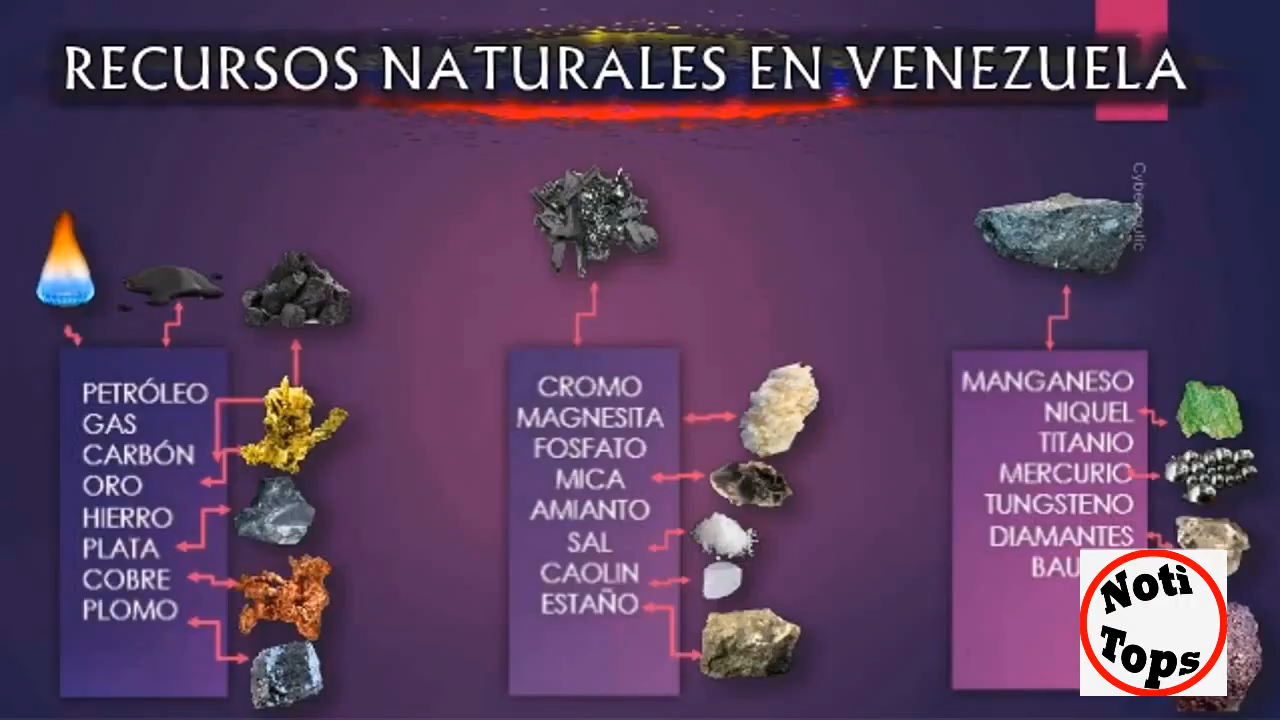 RECURSOS NATURALES EN VENEZUELA
PETRÓLEO
GAS
CARBÓN
ORO
HIERRO
PLATA
COBRE
PLOMO
CROMO
MAGNESITA
FOSFATO
MICA
AMIANTO
SAL
CAOLIN
ESTAÑO
MANGANESO
NIQUEL
TITANIO
MERCURIO
TUNGSTENO
DIAMANTES
BAU
Noti
Tops